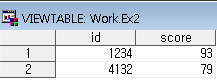 VIEWTABLE: Work.Ex2
id score
1 1234 93
2 4132 79